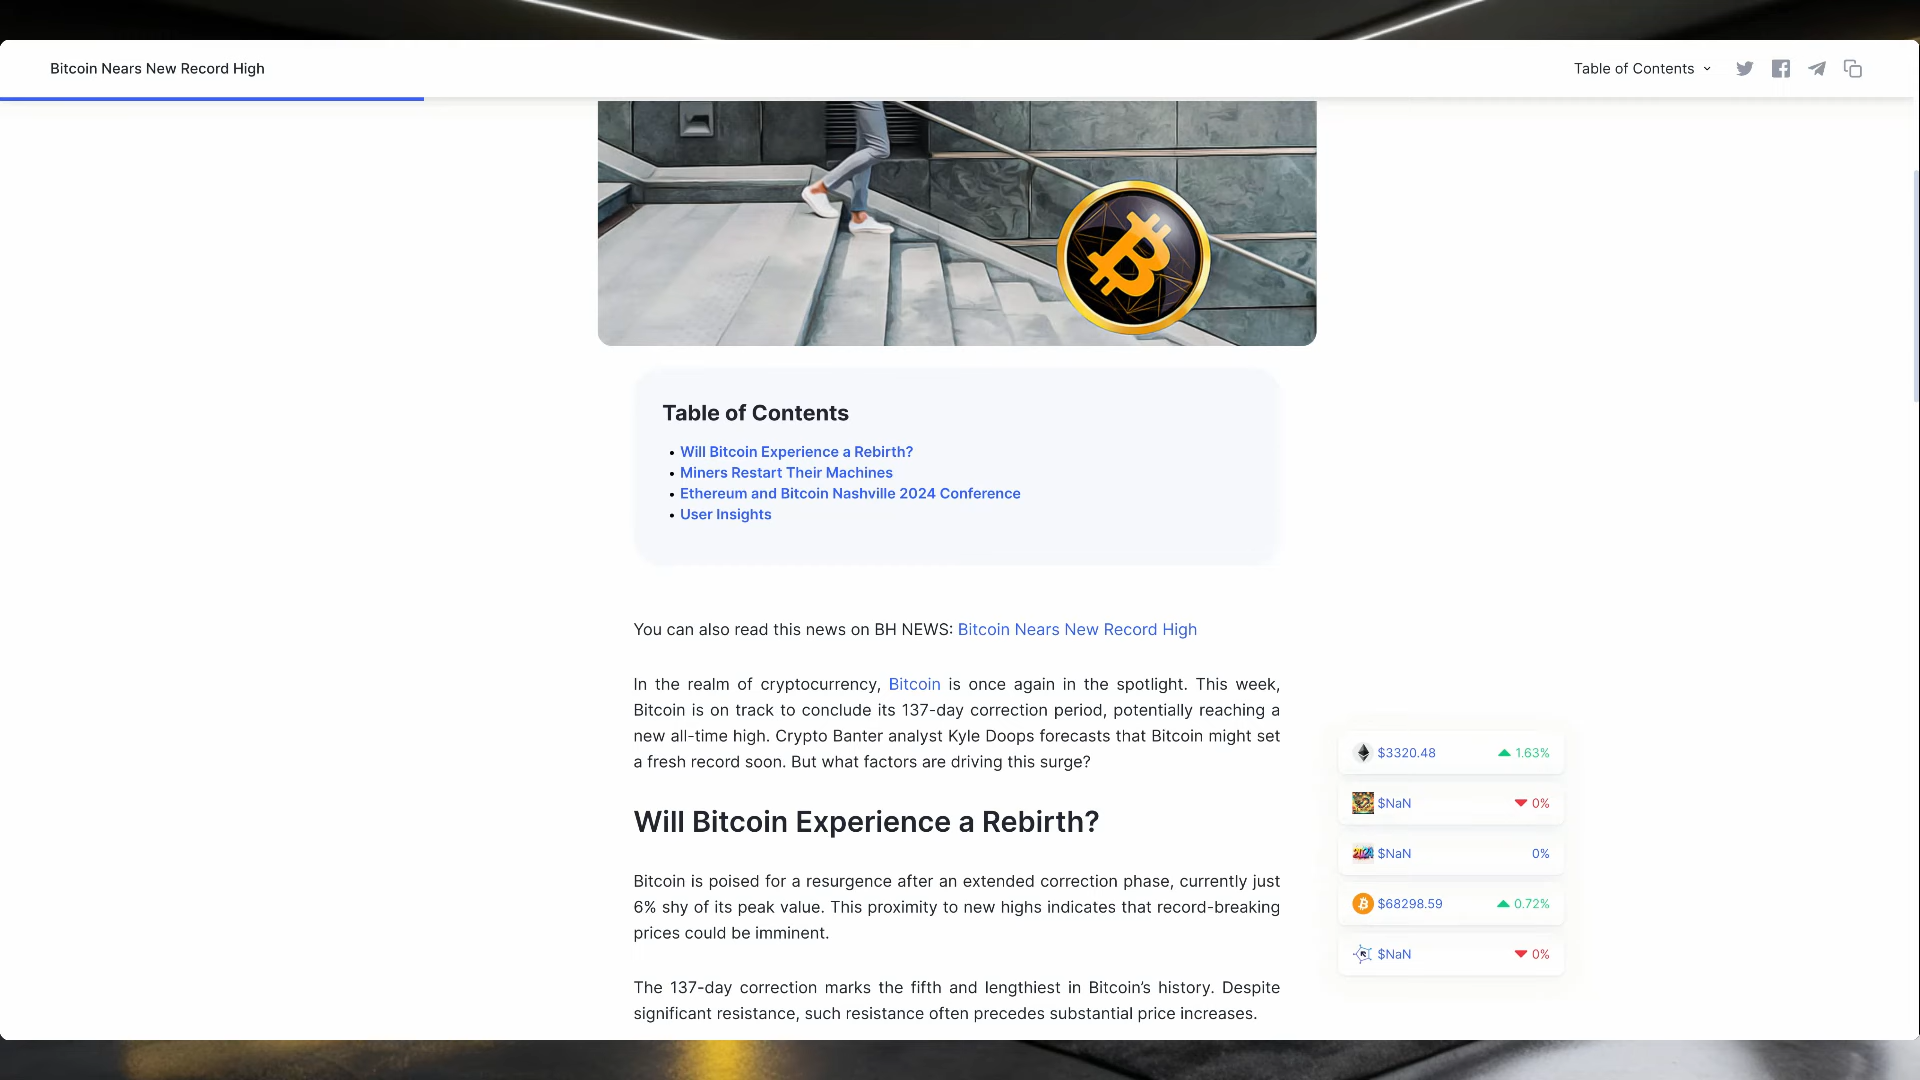 Bitcoin Nears New Record High
Table of Contents
Table of Contents
Will Bitcoin Experience a Rebirth?
Miners Restart Their Machines
Ethereum and Bitcoin Nashville 2024 Conference
User Insights
You can also read this news on BH NEWS: Bitcoin Nears New Record High
In the realm of cryptocurrency, Bitcoin is once again in the spotlight. This week,
Bitcoin is on track to conclude its 137-day correction period, potentially reaching a
new all-time high. Crypto Banter analyst Kyle Doops forecasts that Bitcoin might set
a fresh record soon. But what factors are driving this surge?
Will Bitcoin Experience a Rebirth?
Bitcoin is poised for a resurgence after an extended correction phase, currently just
6% shy of its peak value. This proximity to new highs indicates that record-breaking
prices could be imminent.
The 137-day correction marks the fifth and lengthiest in Bitcoin’s history. Despite
significant resistance, such resistance often precedes substantial price increases.
$3320.48 1.63%
$NaN 0%
2024 $NaN 0%
$68298.59 0.72%
$NaN 0%